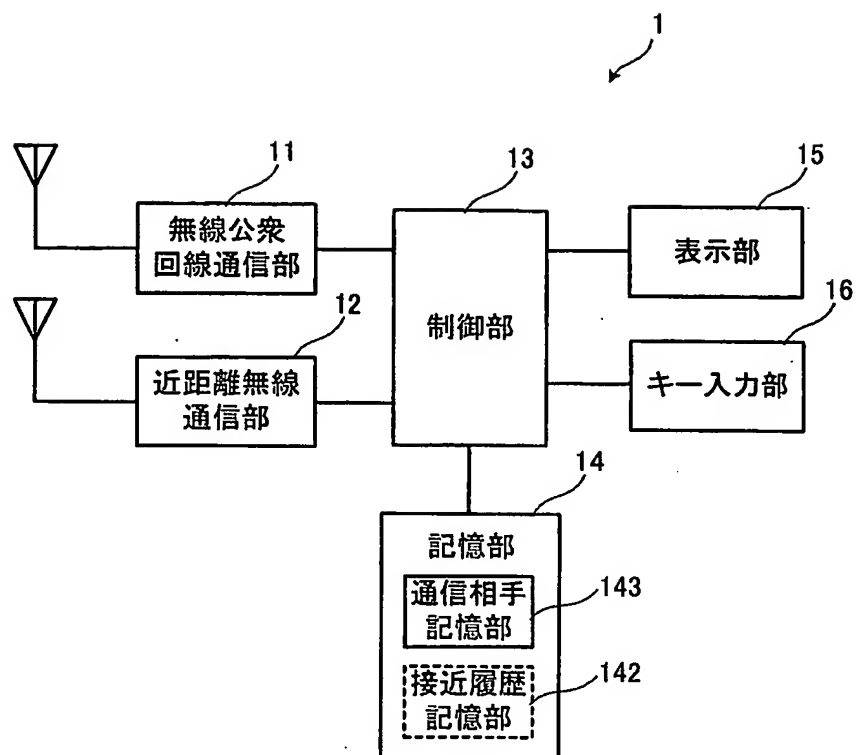 1
11
無線公衆
回線通信部
12
近距離無線
通信部
13
制御部
15
表示部
16
キー入力部
14
記憶部
通信相手
記憶部
143
接近履歴
記憶部
142